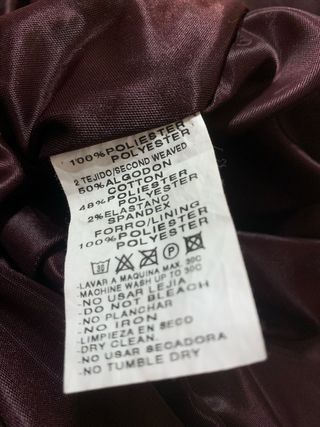 100%POLIESTER
POLYESTER
2 TEJIDO/SECOND WEAVED
50%ALGODON
COTTON
48%POLIESTER
POLYESTER
2%ELASTANO
SPANDEX
FORRO/LINING
100%POLIESTER
POLYESTER
30 P
-LAVAR A MAQUINA MAX. 30C
-MACHINE WASH UP TO 30C
-NO USAR LEJIA
-DO NOT BLEACH
-NO PLANCHAR
-NO IRON
-LIMPIEZA EN SECO
-DRY CLEAN.
-NO USAR SECADORA
-NO TUMBLE DRY